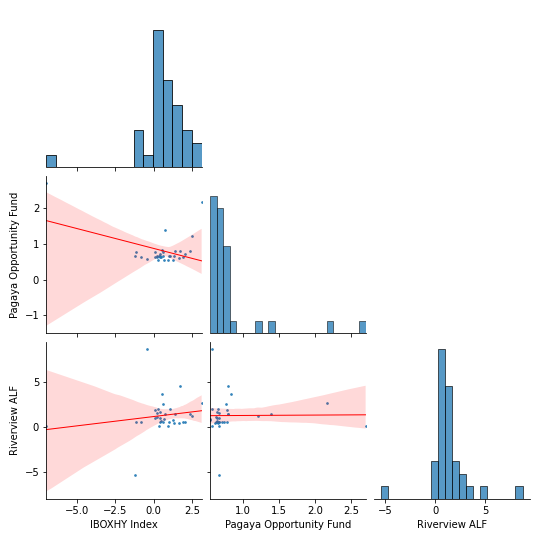 Pagaya Opportunity Fund
2
1
0
−1
Riverview ALF
5
0
−5
−5.0 −2.5 0.0 2.5
IBOXHY Index
1.0 1.5 2.0 2.5
Pagaya Opportunity Fund
−5 0 5
Riverview ALF